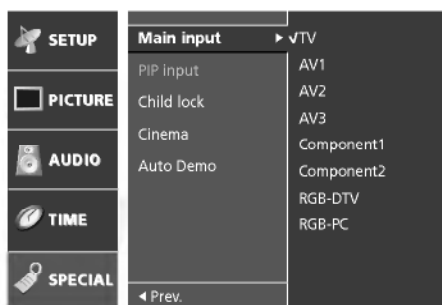 SETUP
PICTURE
AUDIO
TIME
SPECIAL
Main input ▶
PIP input
Child lock
Cinema
Auto Demo
◀ Prev.
√TV
AV1
AV2
AV3
Component1
Component2
RGB-DTV
RGB-PC